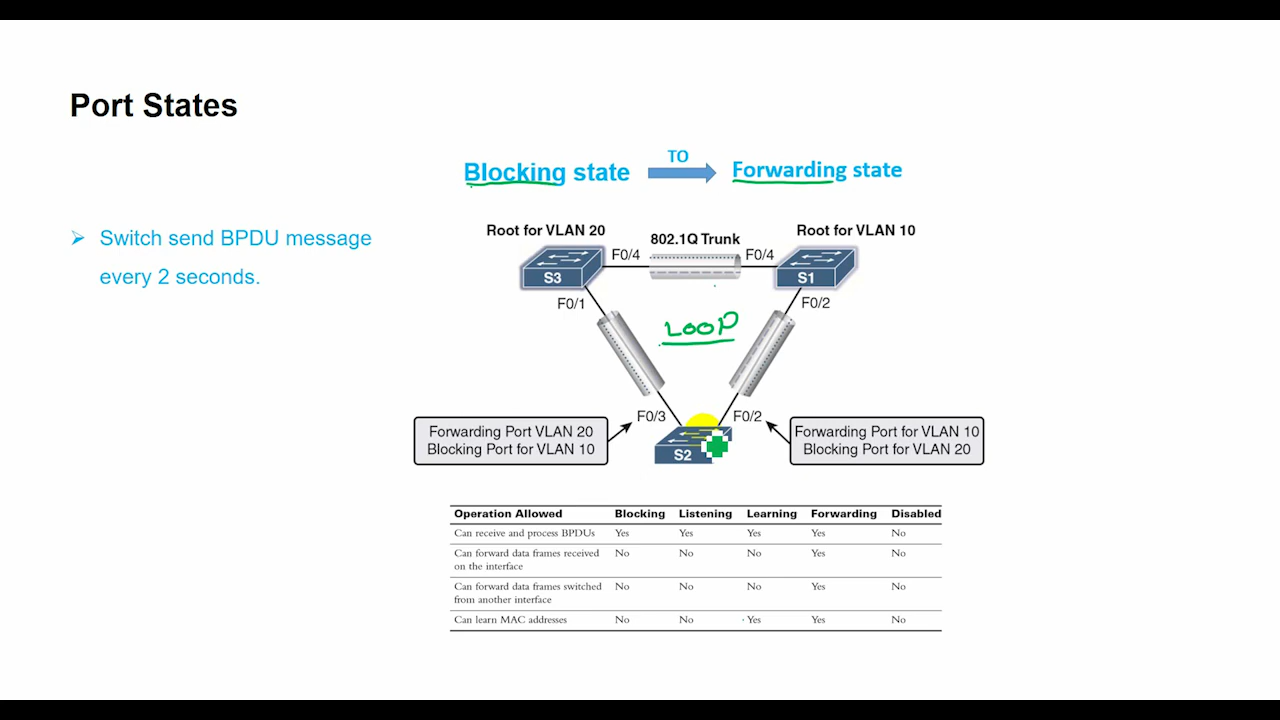 Port States
Blocking state
TO
Forwarding state
Switch send BPDU message
every 2 seconds.
Root for VLAN 20
802.1Q Trunk
Root for VLAN 10
F0/4
F0/4
S3
S1
F0/1
F0/2
LOOP
F0/3
F0/2
Forwarding Port VLAN 20
Blocking Port for VLAN 10
S2
Forwarding Port for VLAN 10
Blocking Port for VLAN 20
Operation Allowed Blocking Listening Learning Forwarding Disabled
Can receive and process BPDUs Yes Yes Yes Yes No
Can forward data frames received No No No Yes No
on the interface
Can forward data frames switched No No No Yes No
from another interface
Can learn MAC addresses No No Yes Yes No